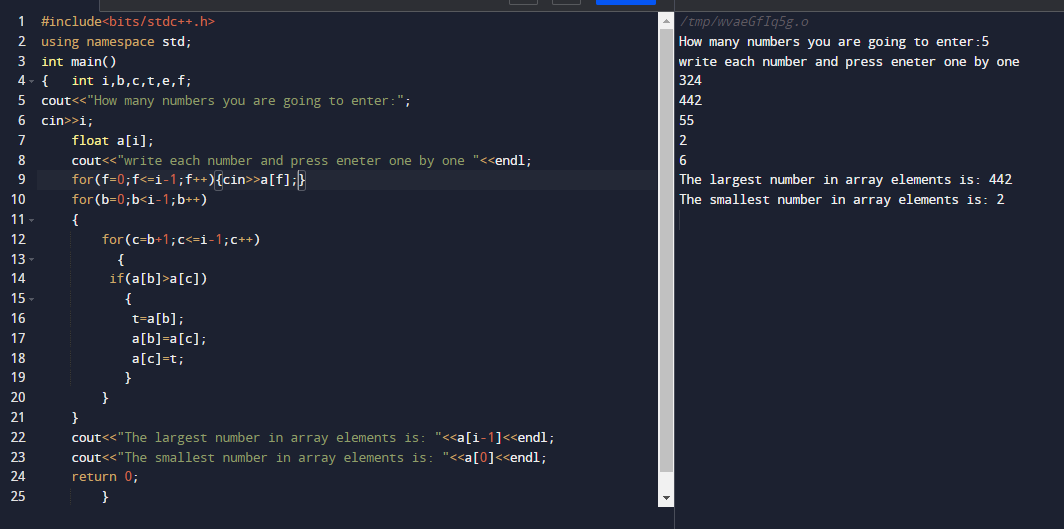 1 #include<bits/stdc++.h>
2 using namespace std;
3 int main()
4 { int i,b,c,t,e,f;
5 cout<<"How many numbers you are going to enter:";
6 cin>>i;
7 float a[i];
8 cout<<"write each number and press eneter one by one "<<endl;
9 for(f=0;f<=i-1;f++){cin>>a[f];}
10 for(b=0;b<i-1;b++)
11 {
12 for(c=b+1;c<=i-1;c++)
13 {
14 if(a[b]>a[c])
15 {
16 t=a[b];
17 a[b]=a[c];
18 a[c]=t;
19 }
20 }
21 }
22 cout<<"The largest number in array elements is: "<<a[i-1]<<endl;
23 cout<<"The smallest number in array elements is: "<<a[0]<<endl;
24 return 0;
25 }
/tmp/wvaeGfIq5g.o
How many numbers you are going to enter:5
write each number and press eneter one by one
324
442
55
2
6
The largest number in array elements is: 442
The smallest number in array elements is: 2